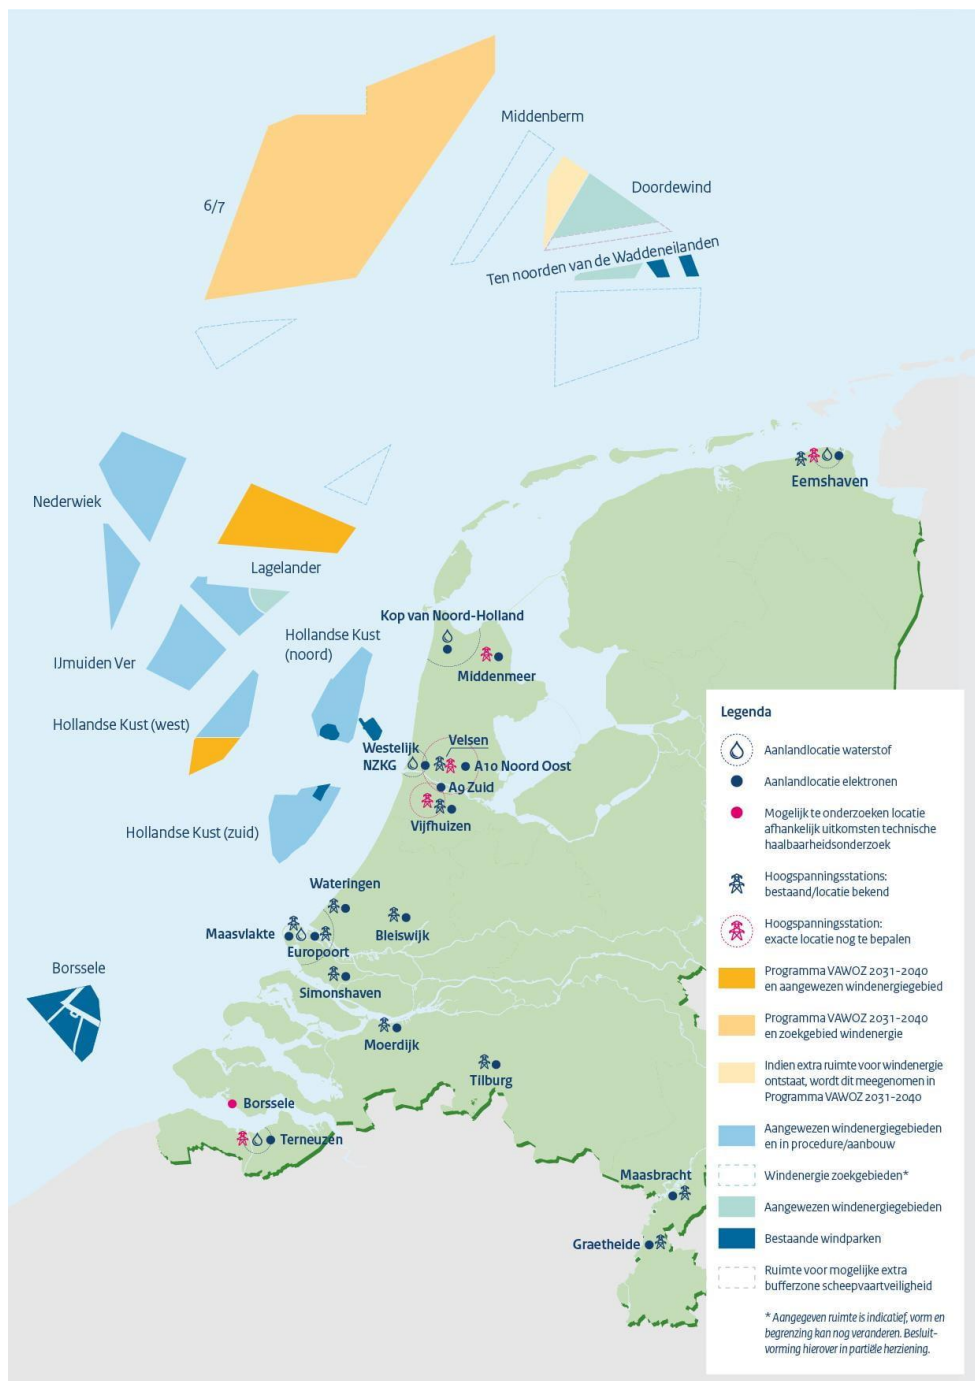 Middenberm
Doordewind
6/7
Ten noorden van de Waddeneilanden
Nederwiek
Eemshaven
Lagelander
Kop van Noord-Holland
Hollandse Kust
(noord)
IJmuiden Ver
Middenmeer
Hollandse Kust (west)
Velsen
Westelijk
NZKG
A10 Noord Oost
A9 Zuid
Hollandse Kust (zuid)
Vijfhuizen
Wateringen
Maasvlakte
Bleiswijk
Europoort
Borssele
Simonshaven
Moerdijk
Tilburg
Borssele
Terneuzen
Maasbracht
Graetheide
Legenda
Aanlandlocatie waterstof
Aanlandlocatie elektronen
Mogelijk te onderzoeken locatie
afhankelijk uitkomsten technische
haalbaarheidsonderzoek
Hoogspanningsstations:
bestaand/locatie bekend
Hoogspanningsstation:
exacte locatie nog te bepalen
Programma VAWOZ 2031-2040
en aangewezen windenergiegebied
Programma VAWOZ 2031-2040
en zoekgebied windenergie
Indien extra ruimte voor windenergie
ontstaat, wordt dit meegenomen in
Programma VAWOZ 2031-2040
Aangewezen windenergiegebieden
en in procedure/aanbouw
Windenergie zoekgebieden*
Aangewezen windenergiegebieden
Bestaande windparken
Ruimte voor mogelijke extra
bufferzone scheepvaartveiligheid
* Aangegeven ruimte is indicatief, vorm en
begrenzing kan nog veranderen. Besluit-
vorming hierover in partiële herziening.